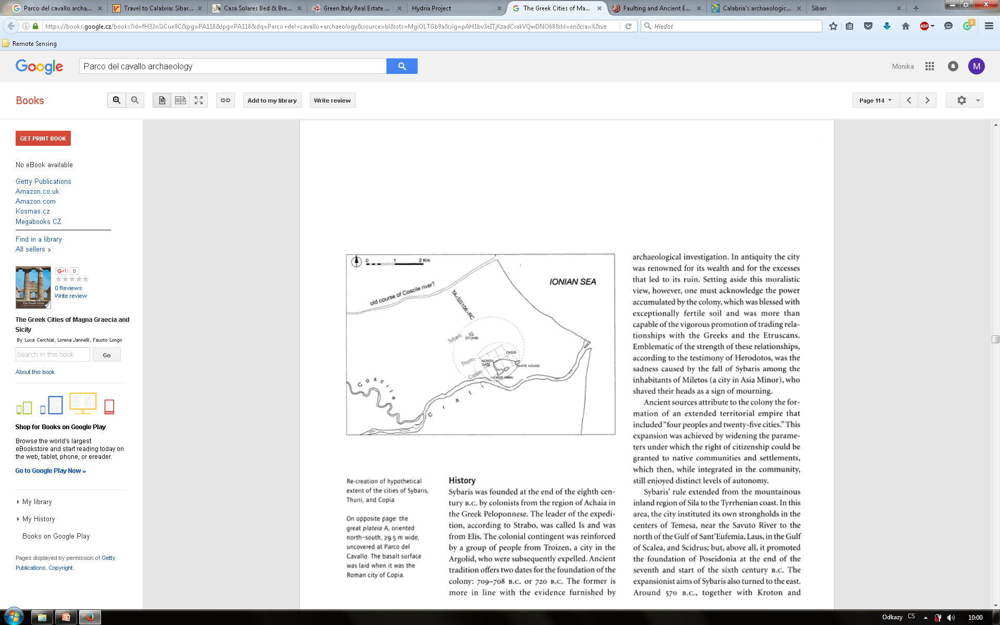 Parco del cavallo archa...
Travel to Calabria: Sibar...
Casa Solares Bed & Bre...
Green Italy Real Estate ...
Hydria Project
The Greek Cities of Ma...
Faulting and Ancient E...
Calabria's archaeologic...
Sibari
https://books.google.cz/books?id=fH32nSiCue0C&pg=PA118&lpg=PA118&dq=Parco+del+cavallo+archaeology&source=bl&ots=MgiOLTGb9a&sig=pAH1bv3eITjKzadCrakVQwDNO68&hl=en&sa=X&ve
Hledat
ABP
1
Remote Sensing
Google
Parco del cavallo archaeology
Monika
M
Books
Add to my library
Write review
Page 114
GET PRINT BOOK
No eBook available
Getty Publications
Amazon.co.uk
Amazon.com
Kosmas.cz
Megabooks CZ
Find in a library
All sellers »
G+1 0
0 Reviews
Write review
The Greek Cities
The Greek Cities of Magna Graecia and
Sicily
By Luca Cerchiai, Lorena Jannelli, Fausto Longo
Search in this book
Go
About this book
Shop for Books on Google Play
Browse the world's largest
eBookstore and start reading today on
the web, tablet, phone, or ereader.
Go to Google Play Now »
My library
My History
Books on Google Play
Pages displayed by permission of Getty
Publications. Copyright.
0 1 2 Km
IONIAN SEA
old course of Coscile river?
TA<SS106>RC
Sybaris
STOMBI
Thurii
OASIS
NORTH
GATE
WHITE HOUSE
Copiae
HORSE PARK
Coscile
Crati
Re-creation of hypothetical
extent of the cities of Sybaris,
Thurii, and Copia
On opposite page: the
great plateia A, oriented
north–south, 29.5 m wide,
uncovered at Parco del
Cavallo. The basalt surface
was laid when it was the
Roman city of Copia.
History
Sybaris was founded at the end of the eighth cen-
tury B.C. by colonists from the region of Achaia in
the Greek Peloponnese. The leader of the expedi-
tion, according to Strabo, was called Is and was
from Elis. The colonial contingent was reinforced
by a group of people from Troizen, a city in the
Argolid, who were subsequently expelled. Ancient
tradition offers two dates for the foundation of the
colony: 709–708 B.C. or 720 B.C. The former is
more in line with the evidence furnished by
archaeological investigation. In antiquity the city
was renowned for its wealth and for the excesses
that led to its ruin. Setting aside this moralistic
view, however, one must acknowledge the power
accumulated by the colony, which was blessed with
exceptionally fertile soil and was more than
capable of the vigorous promotion of trading rela-
tionships with the Greeks and the Etruscans.
Emblematic of the strength of these relationships,
according to the testimony of Herodotos, was the
sadness caused by the fall of Sybaris among the
inhabitants of Miletos (a city in Asia Minor), who
shaved their heads as a sign of mourning.
Ancient sources attribute to the colony the for-
mation of an extended territorial empire that
included “four peoples and twenty-five cities.” This
expansion was achieved by widening the parame-
ters under which the right of citizenship could be
granted to native communities and settlements,
which then, while integrated in the community,
still enjoyed distinct levels of autonomy.
Sybaris’ rule extended from the mountainous
inland region of Sila to the Tyrrhenian coast. In this
area, the city instituted its own strongholds in the
centers of Temesa, near the Savuto River to the
north of the Gulf of Sant’Eufemia, Laus, in the Gulf
of Scalea, and Scidrus; but, above all, it promoted
the foundation of Poseidonia at the end of the
seventh and start of the sixth century B.C. The
expansionist aims of Sybaris also turned to the east.
Around 570 B.C., together with Kroton and
Odkazy
CS
10:00